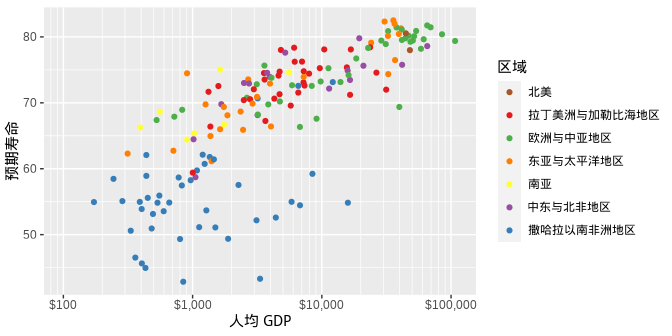 80
70
60
50
预期寿命
$100
$1,000
$10,000
$100,000
人均 GDP
区域
北美
拉丁美洲与加勒比海地区
欧洲与中亚地区
东亚与太平洋地区
南亚
中东与北非地区
撒哈拉以南非洲地区